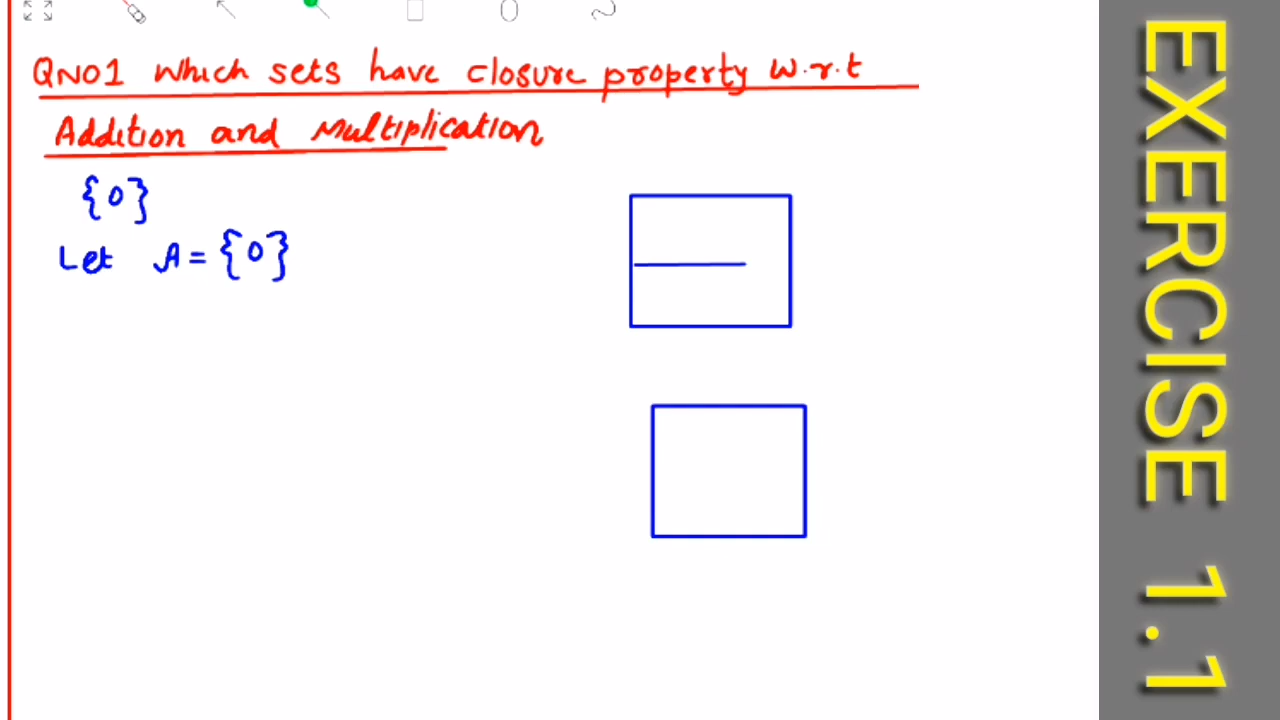 QNO1 Which sets have closure property w.r.t
Addition and Multiplication
{0}
Let A = {0}
EXERCISE 1.1